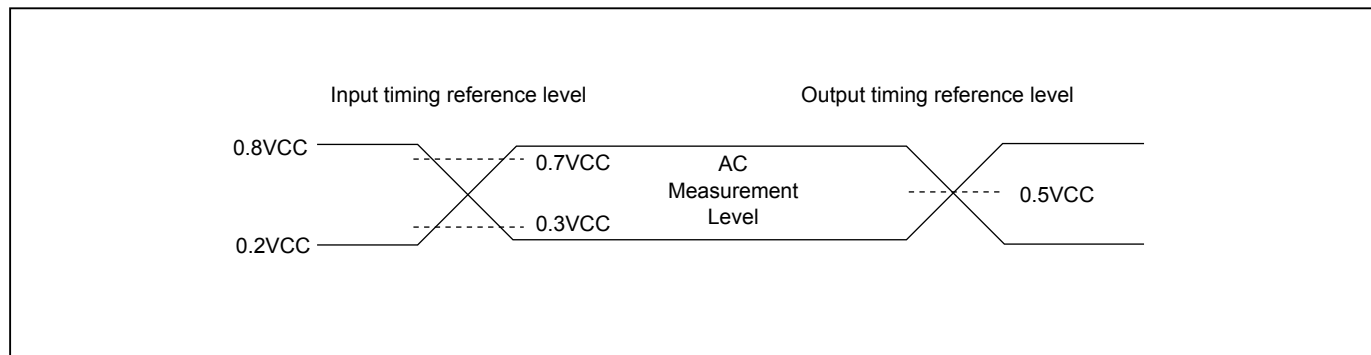 Input timing reference level
Output timing reference level
0.8VCC
0.7VCC
AC
Measurement
Level
0.5VCC
0.3VCC
0.2VCC